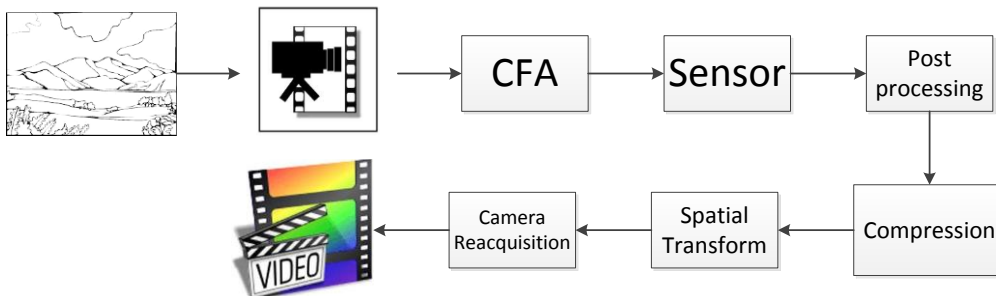 CFA
Sensor
Post
processing
Compression
Spatial
Transform
Camera
Reacquisition
VIDEO